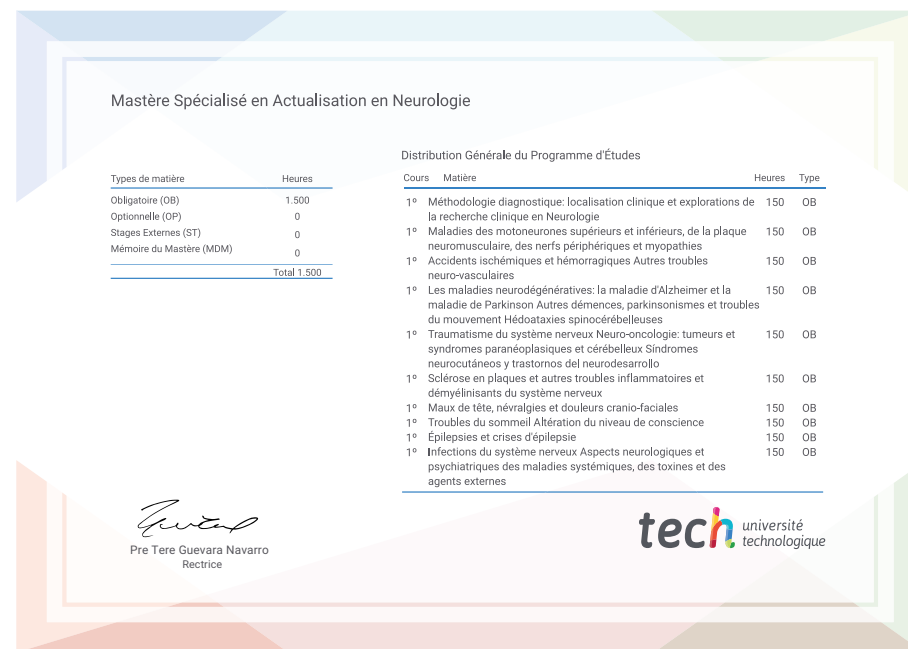 Mastère Spécialisé en Actualisation en Neurologie
Types de matière Heures
Obligatoire (OB) 1.500
Optionnelle (OP) 0
Stages Externes (ST) 0
Mémoire du Mastère (MDM) 0
Total 1.500
Distribution Générale du Programme d'Études
Cours Matière Heures Type
1º Méthodologie diagnostique: localisation clinique et explorations de 150 OB
la recherche clinique en Neurologie
1º Maladies des motoneurones supérieurs et inférieurs, de la plaque 150 OB
neuromusculaire, des nerfs périphériques et myopathies
1º Accidents ischémiques et hémorragiques Autres troubles 150 OB
neuro-vasculaires
1º Les maladies neurodégénératives: la maladie d'Alzheimer et la 150 OB
maladie de Parkinson Autres démences, parkinsonismes et troubles
du mouvement Hédoataxies spinocérébelleuses
1º Traumatisme du système nerveux Neuro-oncologie: tumeurs et 150 OB
syndromes paranéoplasiques et cérébelleux Síndromes
neurocutáneos y trastornos del neurodesarrollo
1º Sclérose en plaques et autres troubles inflammatoires et 150 OB
démyélinisants du système nerveux
1º Maux de tête, névralgies et douleurs cranio-faciales 150 OB
1º Troubles du sommeil Altération du niveau de conscience 150 OB
1º Épilepsies et crises d'épilepsie 150 OB
1º Infections du système nerveux Aspects neurologiques et 150 OB
psychiatriques des maladies systémiques, des toxines et des
agents externes
Pre Tere Guevara Navarro
Rectrice
tech université
technologique